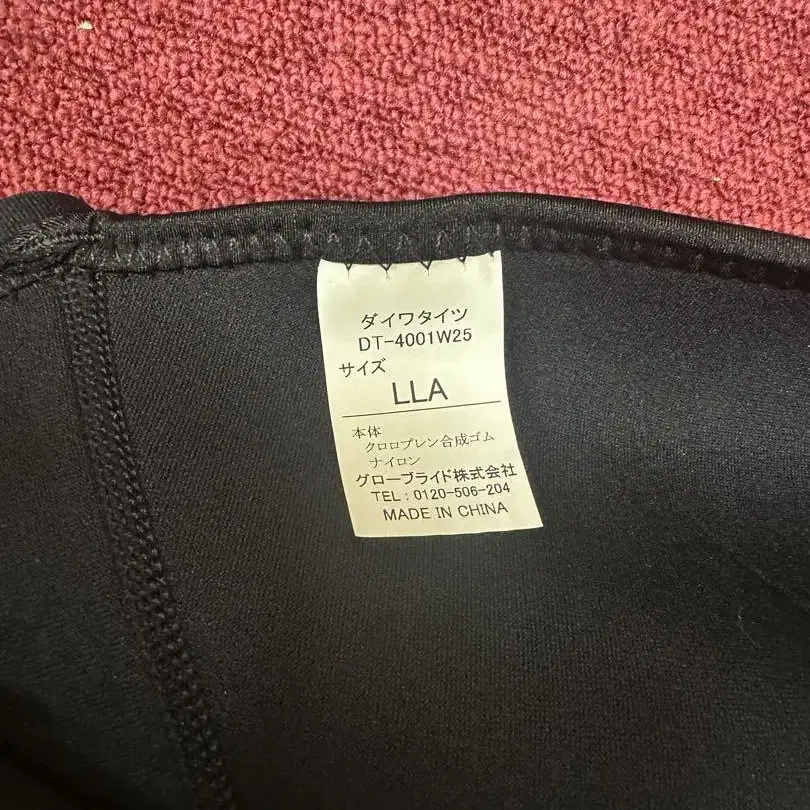 ダイワタイツ
DT-4001W25
サイズ
LLA
本体
クロロプレン合成ゴム
ナイロン
グローブライド株式会社
TEL：0120-506-204
MADE IN CHINA